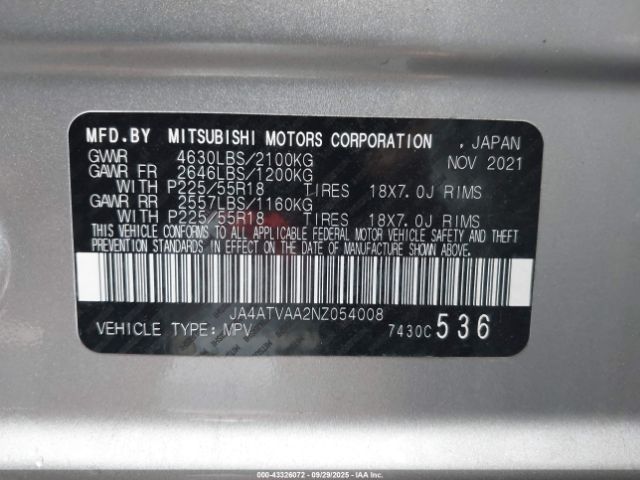 MFD.BY MITSUBISHI MOTORS CORPORATION , JAPAN
GVWR 4630LBS/2100KG NOV 2021
GAWR FR 2646LBS/1200KG
WITH P225/55R18 TIRES 18X7.0J RIMS
GAWR RR 2557LBS/1160KG
WITH P225/55R18 TIRES 18X7.0J RIMS
THIS VEHICLE CONFORMS TO ALL APPLICABLE FEDERAL MOTOR VEHICLE SAFETY AND THEFT
PREVENTION STANDARDS IN EFFECT ON THE DATE OF MANUFACTURE SHOWN ABOVE.
JA4ATVAA2NZ054008
VEHICLE TYPE: MPV 7430C 536
000-43326072 - 09/29/2025 - IAA Inc.